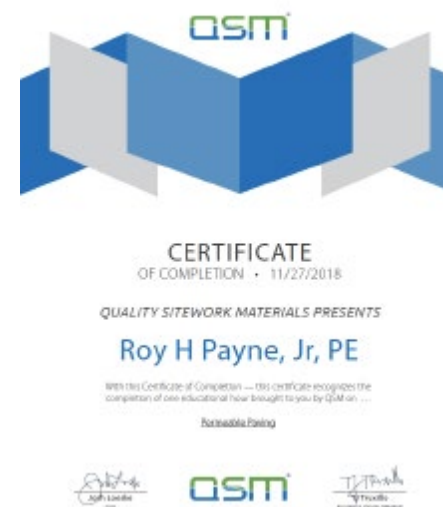 QSM
CERTIFICATE
OF COMPLETION • 11/27/2018
QUALITY SITEWORK MATERIALS PRESENTS
Roy H Payne, Jr, PE
With this Certificate of Completion — this certificate recognizes the
completion of one educational hour brought to you by QSM on ....
Permeable Paving
QSM